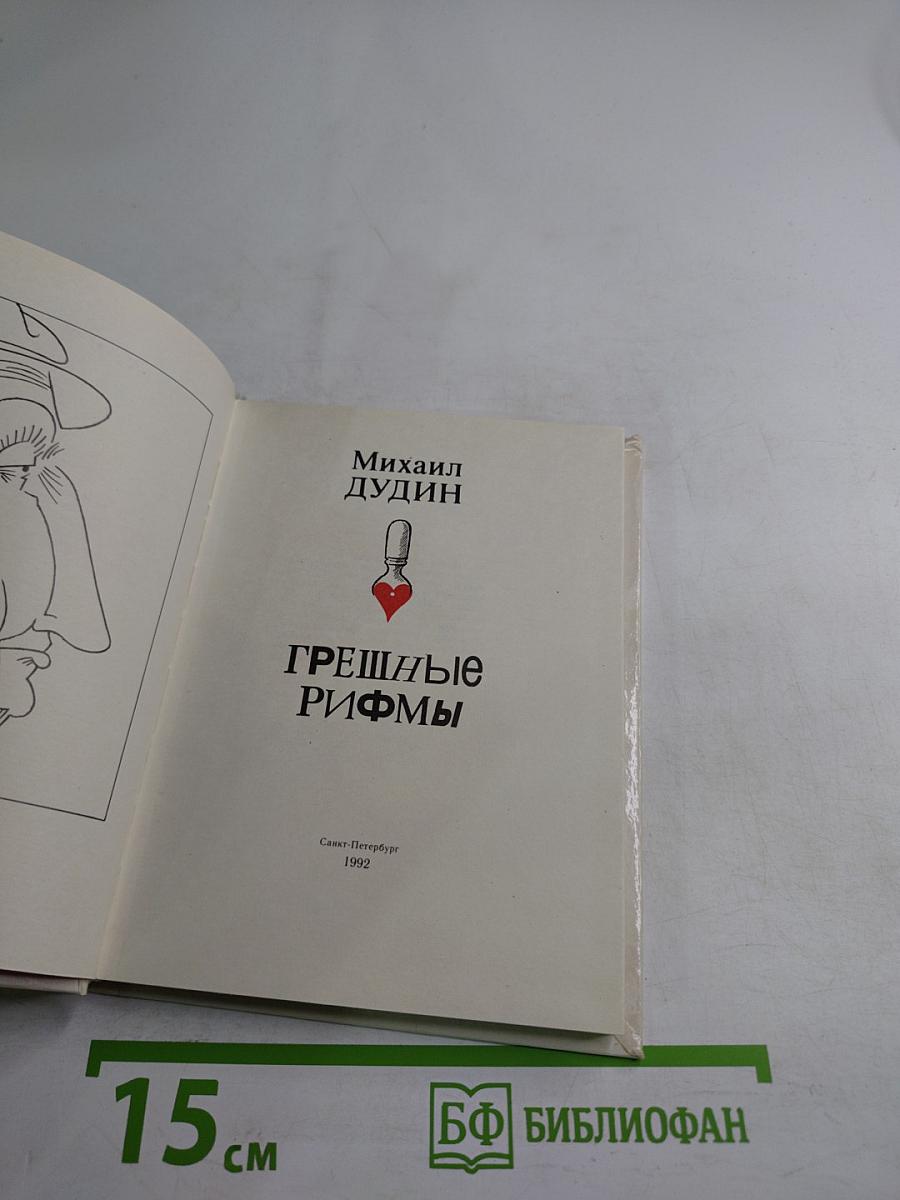 Михаил
ДУДИН
ГРЕШНЫЕ
РИФМЫ
Санкт-Петербург
1992
15 см
БФ БИБЛИОФАН